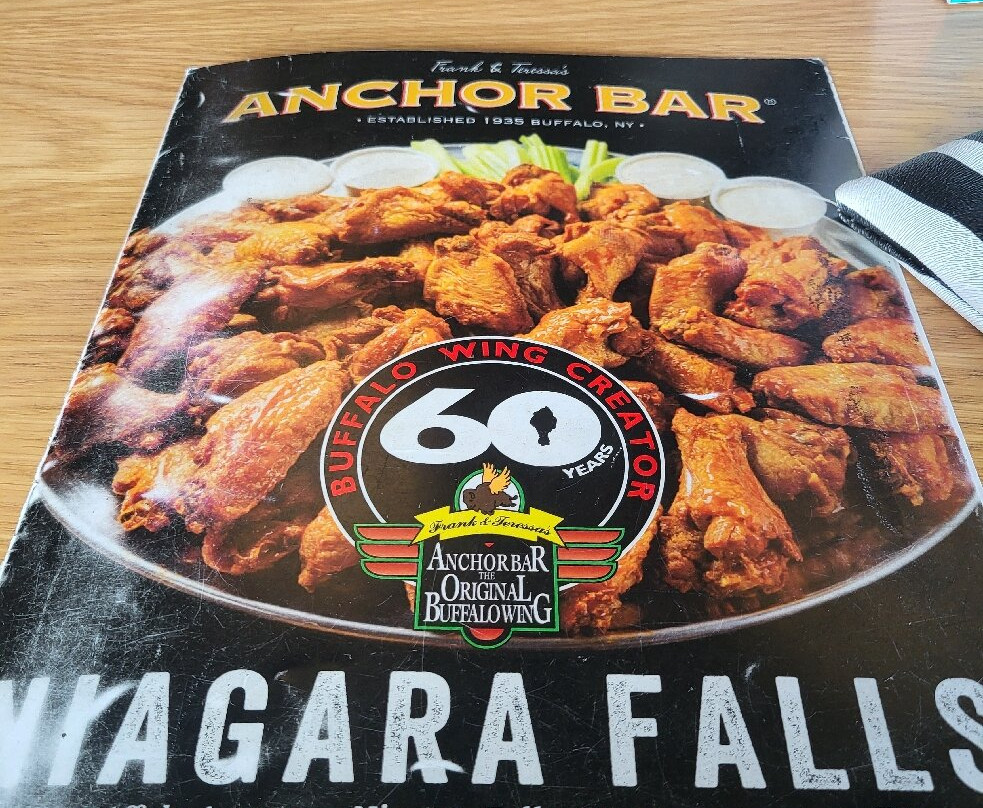 Frank & Teressa's
ANCHOR BAR®
• ESTABLISHED 1935 BUFFALO, NY •
BUFFALO WING CREATOR
60
YEARS
Frank & Teressa's
ANCHOR BAR
THE
ORIGINAL
BUFFALO WING
NIAGARA FALLS